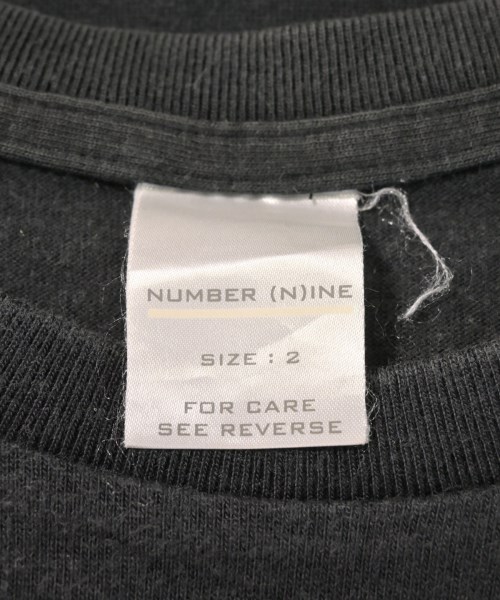 NUMBER (N)INE
SIZE : 2
FOR CARE
SEE REVERSE